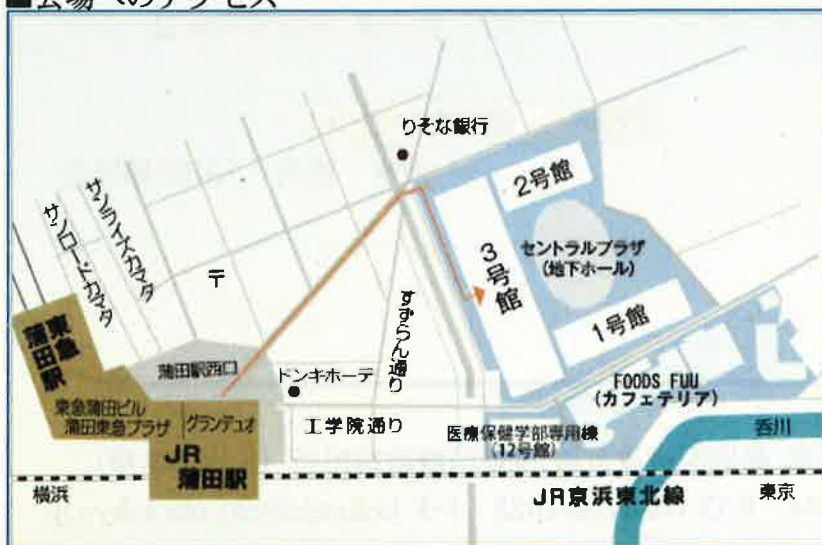 ■会場へのアクセス
りそな銀行
2号館
サンライズカマタ
サンロードカマタ
3号館
セントラルプラザ
(地下ホール)
〒
すずらん通り
1号館
東急
蒲田駅
蒲田駅西口
ドンキホーテ
FOODS FUU
(カフェテリア)
東急蒲田ビル
蒲田東急プラザ
グランデュオ
工学院通り
医療保健学部専用棟
(12号館)
呑川
JR
蒲田駅
横浜
JR京浜東北線
東京